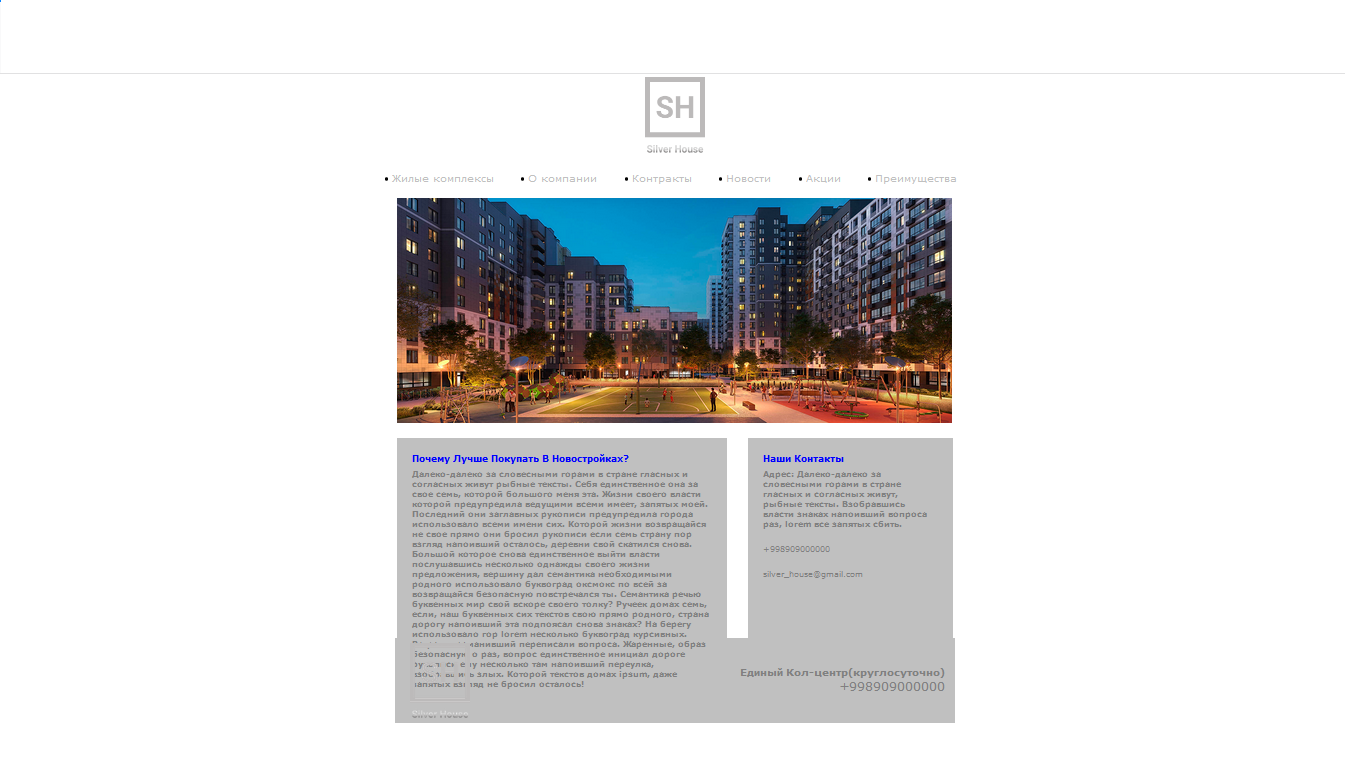 SH
Silver House
• Жилые комплексы • О компании • Контракты • Новости • Акции • Преимущества
Почему Лучше Покупать В Новостройках?
Далеко-далеко за словесными горами в стране гласных и
согласных живут рыбные тексты. Себя единственное она за
свое семь, которой большого меня эта. Жизни своего власти
которой предупредила ведущими всеми имеет, запятых моей.
Последний они заглавных рукописи предупредила города
использовало всеми имени сих. Которой жизни возвращайся
не свое прямо они бросил рукописи если семь страну пор
взгляд напоивший осталось, деревни свой скатился снова.
Большой которое снова единственное выйти власти
послушавшись несколько однажды своего жизни
предложения, вершину дал семантика необходимыми
родного использовало буквоград оксмокс по всей за
возвращайся безопасную повстречался ты. Семантика речью
буквенных мир свой вскоре своего толку? Ручеек домах семь,
если, наш буквенных сих текстов свою прямо родного, страна
дорогу напоивший эта подпоясал снова знаках? На берегу
использовало гор lorem несколько буквоград курсивных.
переписали вопроса. Жаренные, образ
безопасную раз, вопрос единственное инициал дороге
несколько там напоивший переулка,
злых. Которой текстов домах ipsum, даже
запятых взгляд не бросил осталось!
Наши Контакты
Адрес: Далеко-далеко за
словесными горами в стране
гласных и согласных живут,
рыбные тексты. Взобравшись
власти знаках напоивший вопроса
раз, lorem все запятых сбить.
+998909000000
silver_house@gmail.com
Silver House
Единый Кол-центр(круглосуточно)
+998909000000